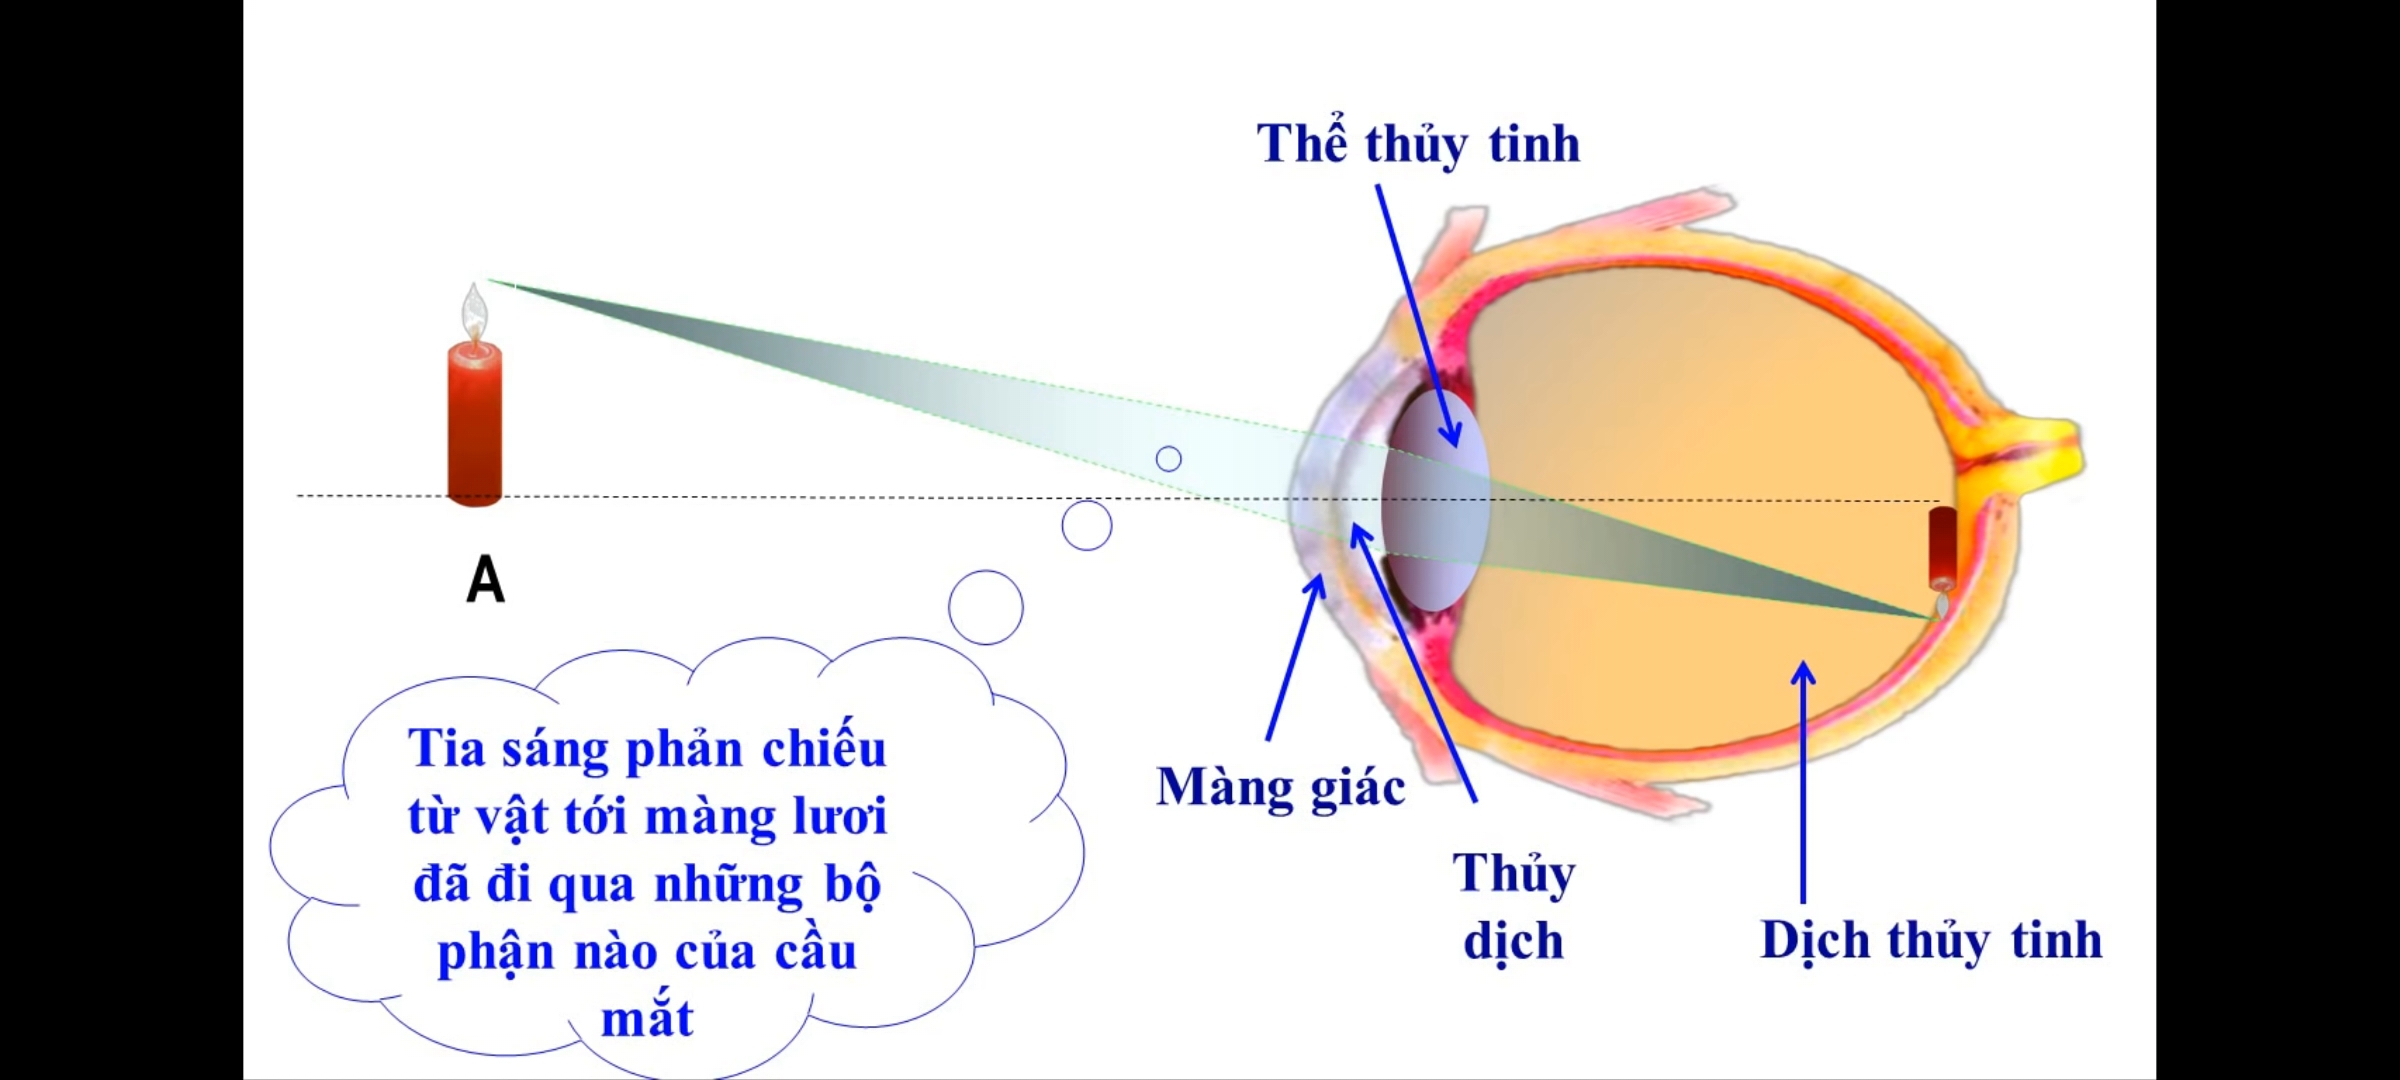 Thể thủy tinh
A
Tia sáng phản chiếu
từ vật tới màng lươi
đã đi qua những bộ
phận nào của cầu
mắt
Màng giác
Thủy
dịch
Dịch thủy tinh